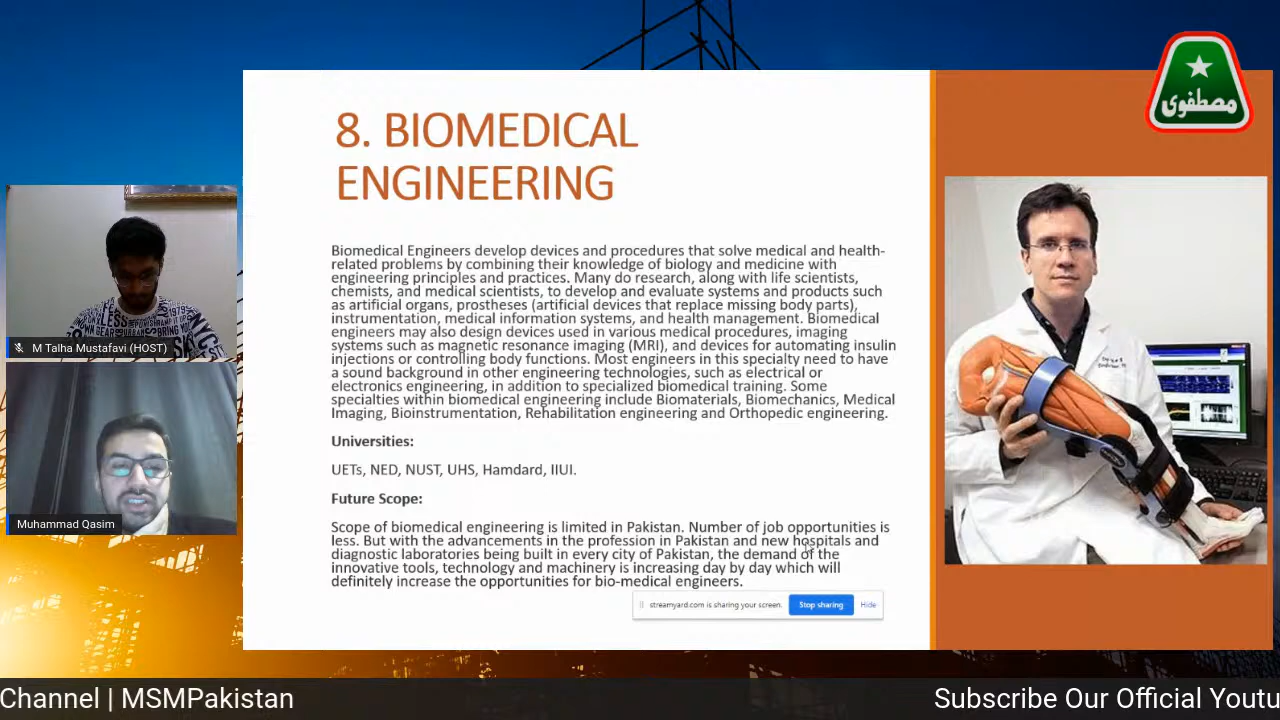 مصطفوی
8. BIOMEDICAL
ENGINEERING
Biomedical Engineers develop devices and procedures that solve medical and health-
related problems by combining their knowledge of biology and medicine with
engineering principles and practices. Many do research, along with life scientists,
chemists, and medical scientists, to develop and evaluate systems and products such
as artificial organs, prostheses (artificial devices that replace missing body parts),
instrumentation, medical information systems, and health management. Biomedical
engineers may also design devices used in various medical procedures, imaging
systems such as magnetic resonance imaging (MRI), and devices for automating insulin
injections or controlling body functions. Most engineers in this specialty need to have
a sound background in other engineering technologies, such as electrical or
electronics engineering, in addition to specialized biomedical training. Some
specialties within biomedical engineering include Biomaterials, Biomechanics, Medical
Imaging, Bioinstrumentation, Rehabilitation engineering and Orthopedic engineering.
Universities:
UETs, NED, NUST, UHS, Hamdard, IIUI.
Future Scope:
Scope of biomedical engineering is limited in Pakistan. Number of job opportunities is
less. But with the advancements in the profession in Pakistan and new hospitals and
diagnostic laboratories being built in every city of Pakistan, the demand of the
innovative tools, technology and machinery is increasing day by day which will
definitely increase the opportunities for bio-medical engineers.
streamyard.com is sharing your screen.
Stop sharing
Hide
M Talha Mustafavi (HOST)
Muhammad Qasim
Channel | MSMPakistan
Subscribe Our Official Youtu